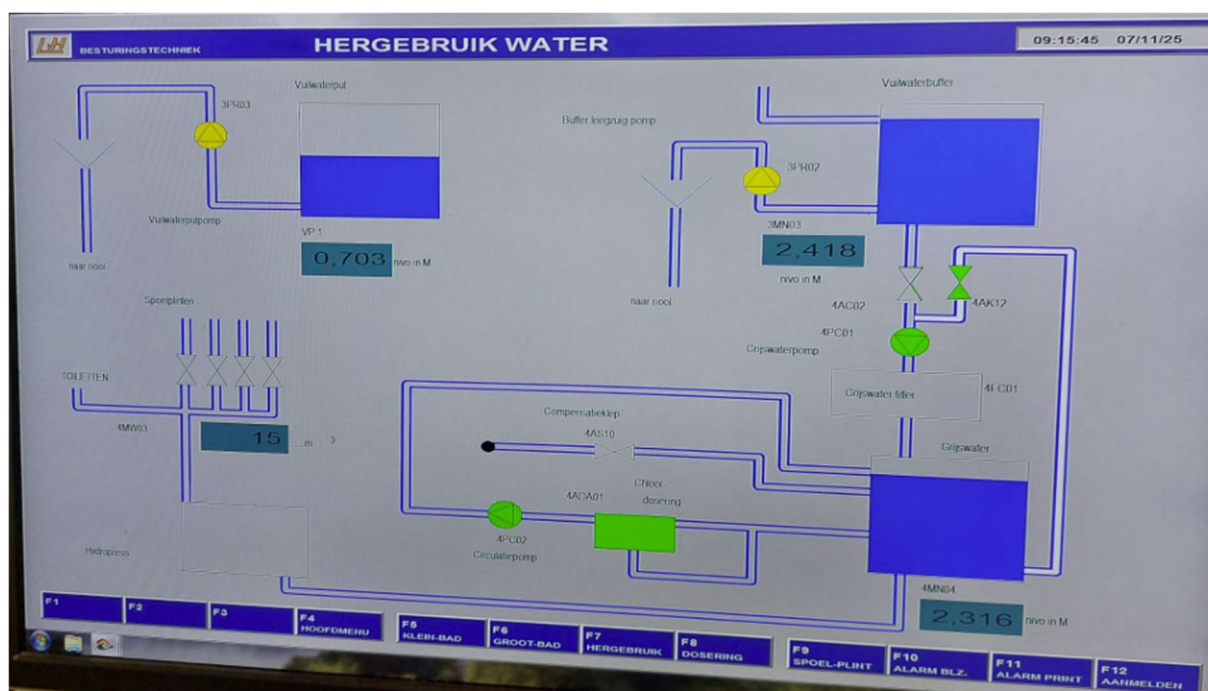 L&H BESTURINGSTECHNIEK
HERGEBRUIK WATER
09:15:45 07/11/25
Vuilwaterput
3PR03
Vuilwaterputpomp
VP 1
0,703 nivo in M
naar riool
Vuilwaterbuffer
Buffer leegzuig pomp
3PR02
3MN03
2,418
nivo in M
naar riool
4AC02
4AK12
4PC01
Grijswaterpomp
Grijswater filter
4FC01
Spoelplinten
TOILETTEN
4MW03
15 m 3
Compensatieklep
4AS10
Chloor-
dosering
4ADA01
4PC02
Circulatiepomp
Grijswater
4MN04
2,316 nivo in M
Hydropress
F1
F2
F3
F4 HOOFDMENU
F5 KLEIN-BAD
F6 GROOT-BAD
F7 HERGEBRUIK
F8 DOSERING
F9 SPOEL-PLINT
F10 ALARM BLZ.
F11 ALARM PRINT
F12 AANMELDEN